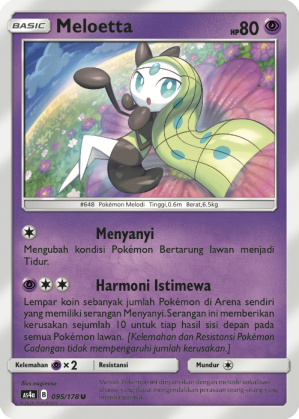 BASIC Meloetta HP80
#648 Pokémon Melodi Tinggi,0.6m Berat,6.5kg
Menyanyi
Mengubah kondisi Pokémon Bertarung lawan menjadi
Tidur.
Harmoni Istimewa
Lempar koin sebanyak jumlah Pokémon di Arena sendiri
yang memiliki serangan Menyanyi. Serangan ini memberikan
kerusakan sejumlah 10 untuk tiap hasil sisi depan pada
semua Pokémon lawan. [Kelemahan dan Resistansi Pokémon
Cadangan tidak mempengaruhi jumlah kerusakan.]
Kelemahan ×2 Resistansi Mundur
AS4a B 095/178 U